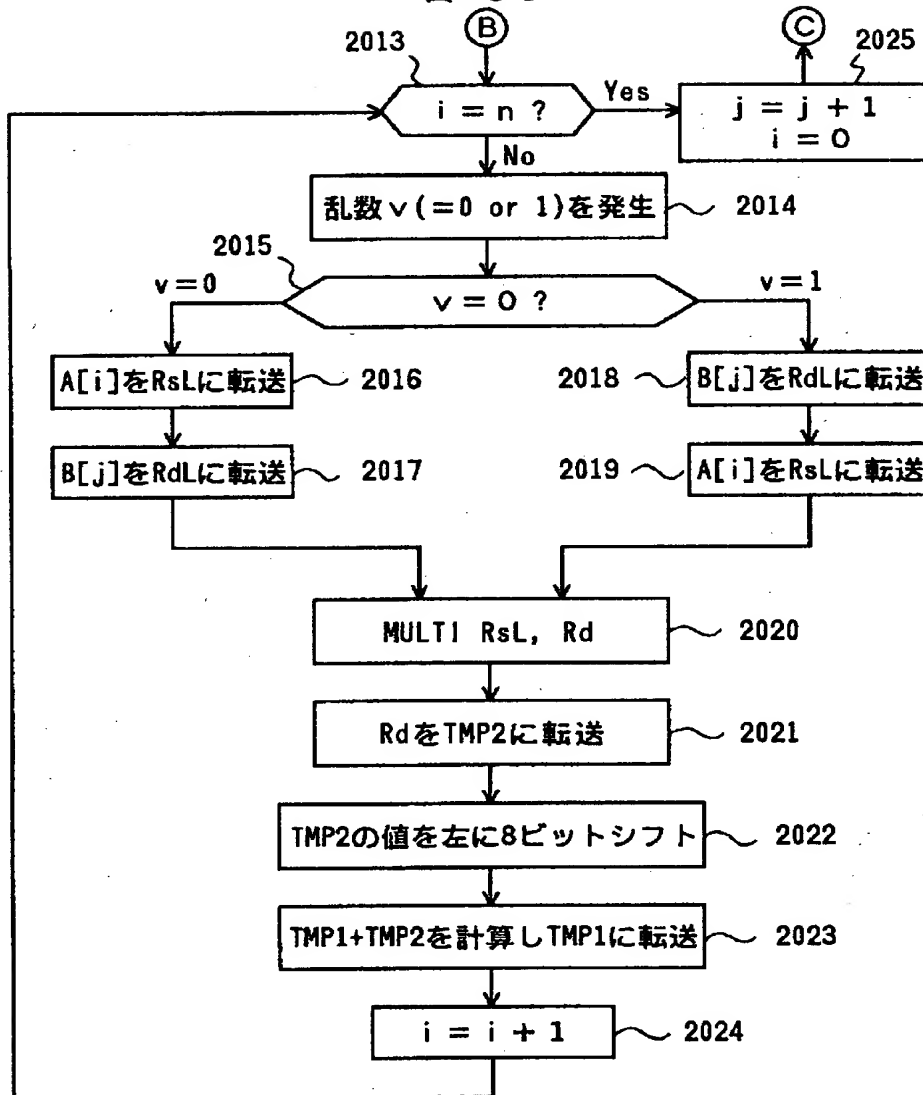 B
C
2013
2025
i = n ?
Yes
j = j + 1
i = 0
No
乱数v(=0 or 1)を発生
2014
2015
v=0
v = 0 ?
v=1
A[i]をRsLに転送
2016
2018
B[j]をRdLに転送
B[j]をRdLに転送
2017
2019
A[i]をRsLに転送
MULT1 RsL, Rd
2020
RdをTMP2に転送
2021
TMP2の値を左に8ビットシフト
2022
TMP1+TMP2を計算しTMP1に転送
2023
i = i + 1
2024